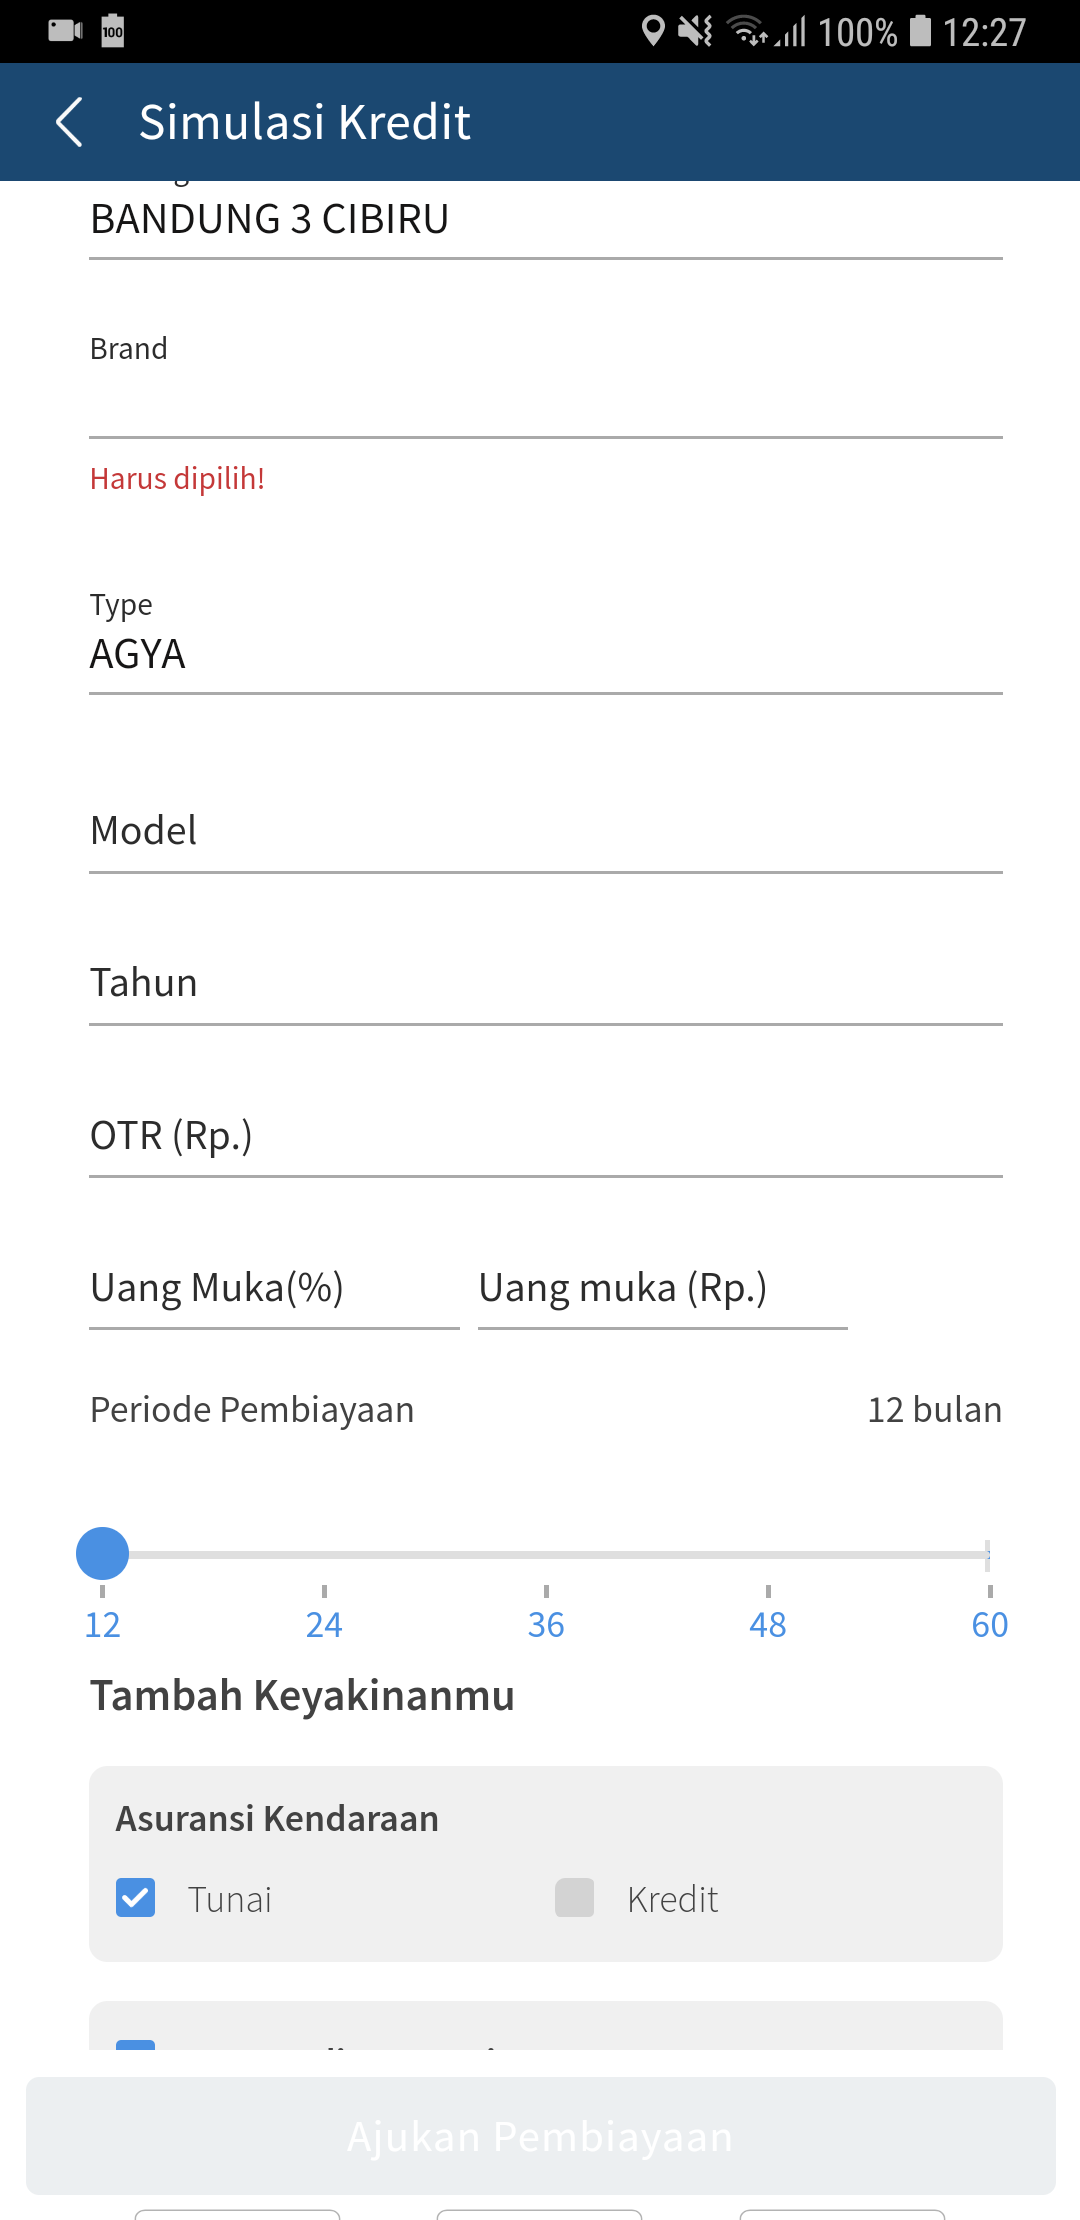 100
100% 12:27
Simulasi Kredit
BANDUNG 3 CIBIRU
Brand
Harus dipilih!
Type
AGYA
Model
Tahun
OTR (Rp.)
Uang Muka(%) Uang muka (Rp.)
Periode Pembiayaan 12 bulan
12 24 36 48 60
Tambah Keyakinanmu
Asuransi Kendaraan
Tunai Kredit
Ajukan Pembiayaan